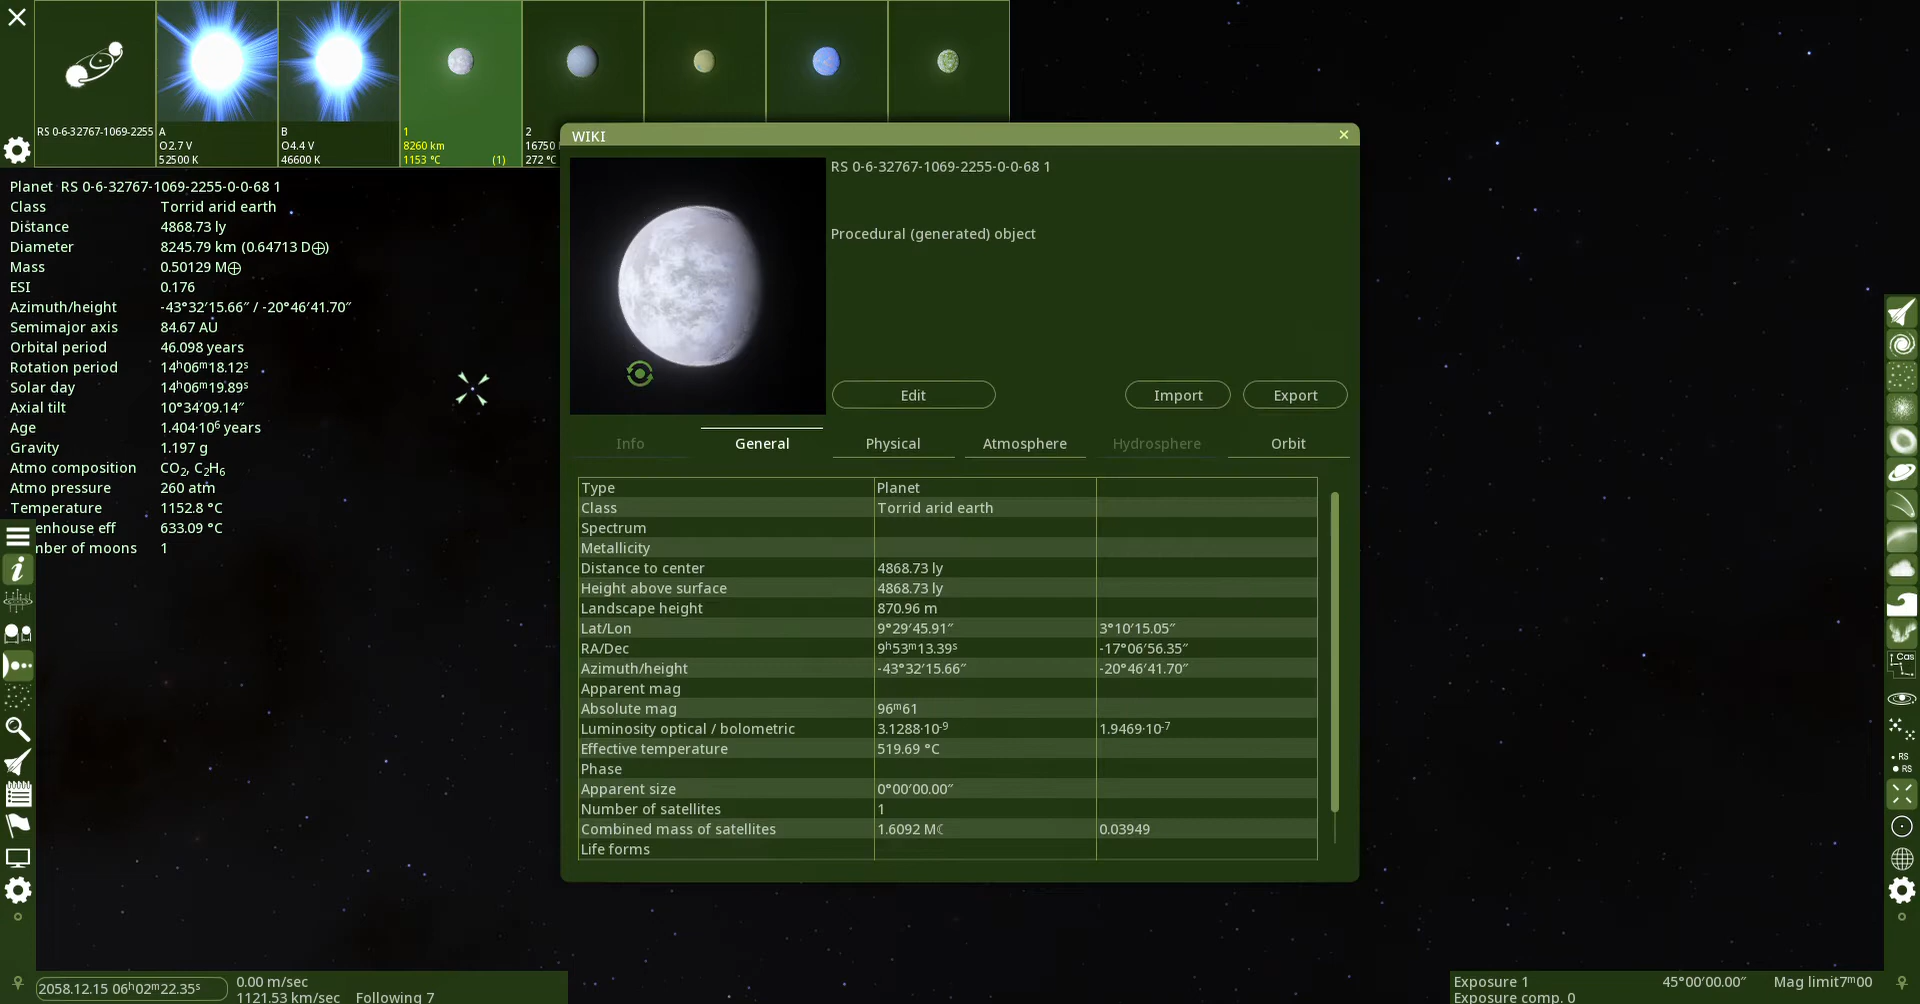 RS 0-6-32767-1069-2255
A
O2.7 V
52500 K
B
O4.4 V
46600 K
1
8260 km
1153 °C (1)
2
16750
272 °C
Planet RS 0-6-32767-1069-2255-0-0-68 1
Class Torrid arid earth
Distance 4868.73 ly
Diameter 8245.79 km (0.64713 D⊕)
Mass 0.50129 M⊕
ESI 0.176
Azimuth/height -43°32′15.66″ / -20°46′41.70″
Semimajor axis 84.67 AU
Orbital period 46.098 years
Rotation period 14ʰ06ᵐ18.12ˢ
Solar day 14ʰ06ᵐ19.89ˢ
Axial tilt 10°34′09.14″
Age 1.404·10⁶ years
Gravity 1.197 g
Atmo composition CO₂, C₂H₆
Atmo pressure 260 atm
Temperature 1152.8 °C
enhouse eff 633.09 °C
mber of moons 1
WIKI
RS 0-6-32767-1069-2255-0-0-68 1
Procedural (generated) object
Edit Import Export
Info General Physical Atmosphere Hydrosphere Orbit
Type Planet
Class Torrid arid earth
Spectrum
Metallicity
Distance to center 4868.73 ly
Height above surface 4868.73 ly
Landscape height 870.96 m
Lat/Lon 9°29′45.91″ 3°10′15.05″
RA/Dec 9ʰ53ᵐ13.39ˢ -17°06′56.35″
Azimuth/height -43°32′15.66″ -20°46′41.70″
Apparent mag
Absolute mag 96ᵐ61
Luminosity optical / bolometric 3.1288·10⁻⁹ 1.9469·10⁻⁷
Effective temperature 519.69 °C
Phase
Apparent size 0°00′00.00″
Number of satellites 1
Combined mass of satellites 1.6092 M☾ 0.03949
Life forms
Cas
RS
RS
2058.12.15 06ʰ02ᵐ22.35ˢ
0.00 m/sec
1121.53 km/sec Following 7
Exposure 1 45°00′00.00″ Mag limit 7ᵐ00
Exposure comp. 0